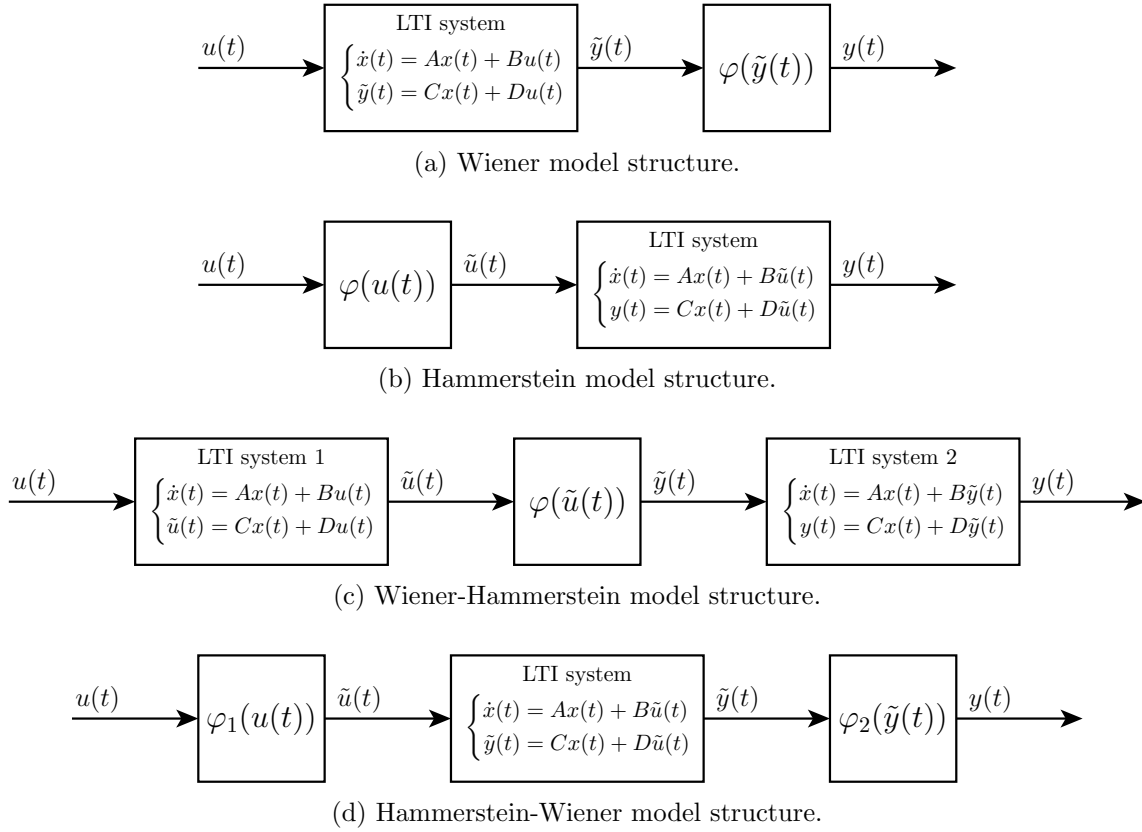 LTI system
u(t) { ẋ(t) = Ax(t) + Bu(t) ỹ(t) φ(ỹ(t)) y(t)
ỹ(t) = Cx(t) + Du(t)
(a) Wiener model structure.
LTI system
u(t) φ(u(t)) ũ(t) { ẋ(t) = Ax(t) + Bũ(t) y(t)
y(t) = Cx(t) + Dũ(t)
(b) Hammerstein model structure.
LTI system 1 LTI system 2
u(t) { ẋ(t) = Ax(t) + Bu(t) ũ(t) φ(ũ(t)) ỹ(t) { ẋ(t) = Ax(t) + Bỹ(t) y(t)
ũ(t) = Cx(t) + Du(t) y(t) = Cx(t) + Dỹ(t)
(c) Wiener-Hammerstein model structure.
LTI system
u(t) φ₁(u(t)) ũ(t) { ẋ(t) = Ax(t) + Bũ(t) ỹ(t) φ₂(ỹ(t)) y(t)
ỹ(t) = Cx(t) + Dũ(t)
(d) Hammerstein-Wiener model structure.